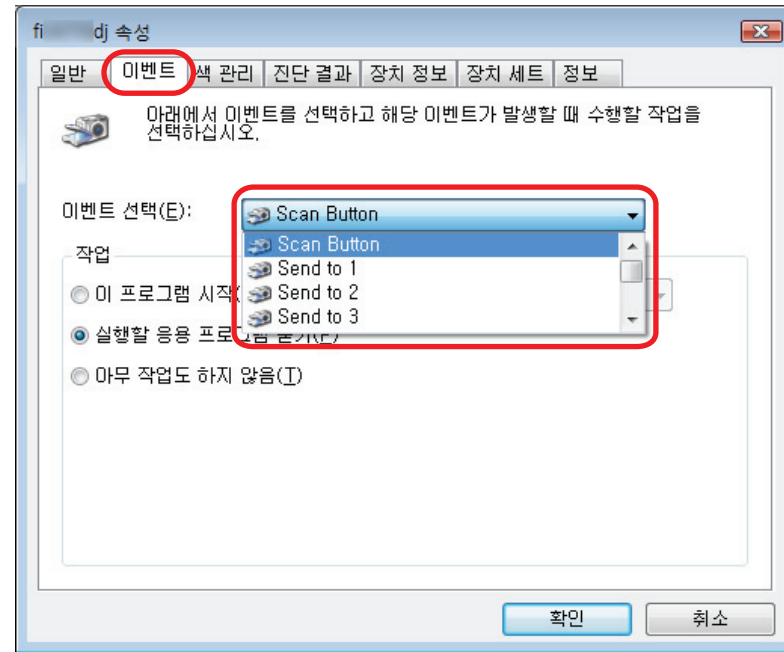 fi dj 속성
일반 이벤트 색 관리 진단 결과 장치 정보 장치 세트 정보
아래에서 이벤트를 선택하고 해당 이벤트가 발생할 때 수행할 작업을
선택하십시오.
이벤트 선택(E): Scan Button
Scan Button
작업
Send to 1
이 프로그램 시작( Send to 2
Send to 3
실행할 응용 프로그램 묻기(P)
아무 작업도 하지 않음(T)
확인 취소